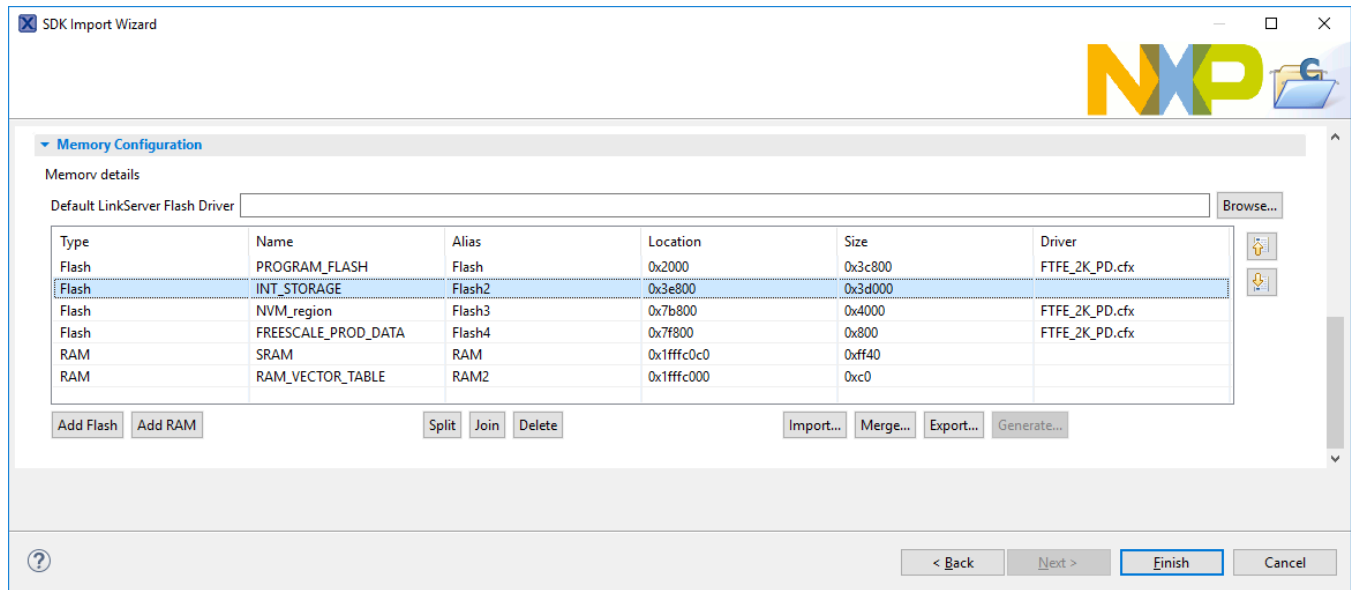 SDK Import Wizard
NXP
C
Memory Configuration
Memory details
Default LinkServer Flash Driver Browse...
Type Name Alias Location Size Driver
Flash PROGRAM_FLASH Flash 0x2000 0x3c800 FTFE_2K_PD.cfx
Flash INT_STORAGE Flash2 0x3e800 0x3d000
Flash NVM_region Flash3 0x7b800 0x4000 FTFE_2K_PD.cfx
Flash FREESCALE_PROD_DATA Flash4 0x7f800 0x800 FTFE_2K_PD.cfx
RAM SRAM RAM 0x1fffc0c0 0xff40
RAM RAM_VECTOR_TABLE RAM2 0x1fffc000 0xc0
Add Flash Add RAM Split Join Delete Import... Merge... Export... Generate...
? < Back Next > Finish Cancel